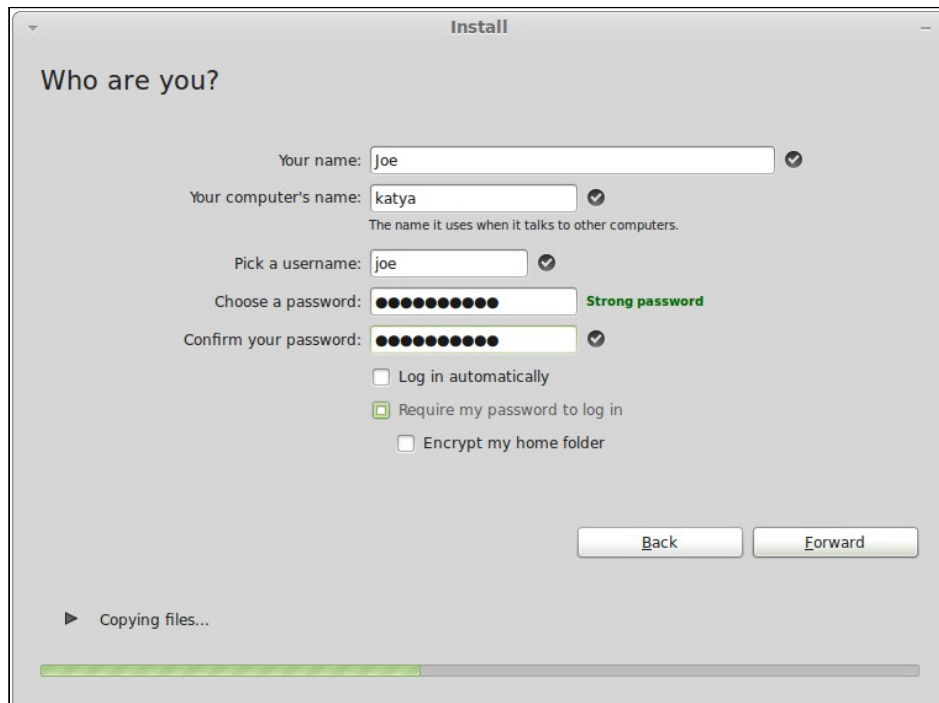 Install
Who are you?
Your name: Joe
Your computer's name: katya
The name it uses when it talks to other computers.
Pick a username: joe
Choose a password: ●●●●●●●●●● Strong password
Confirm your password: ●●●●●●●●●●
Log in automatically
Require my password to log in
Encrypt my home folder
Back Forward
Copying files...